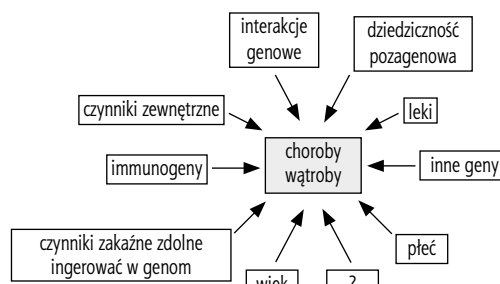 interakcje
genowe
dziedziczność
pozagenowa
czynniki zewnętrzne
leki
choroby
wątroby
immunogeny
inne geny
czynniki zakaźne zdolne
ingerować w genom
płeć
wiek
?